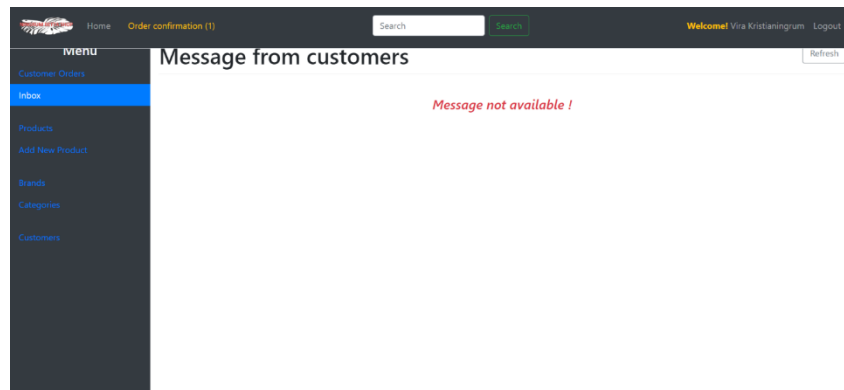 Home Order confirmation (1) Search Search Welcome! Vira Kristianingrum Logout
Menu
Message from customers
Refresh
Customer Orders
Inbox
Message not available !
Products
Add New Product
Brands
Categories
Customers